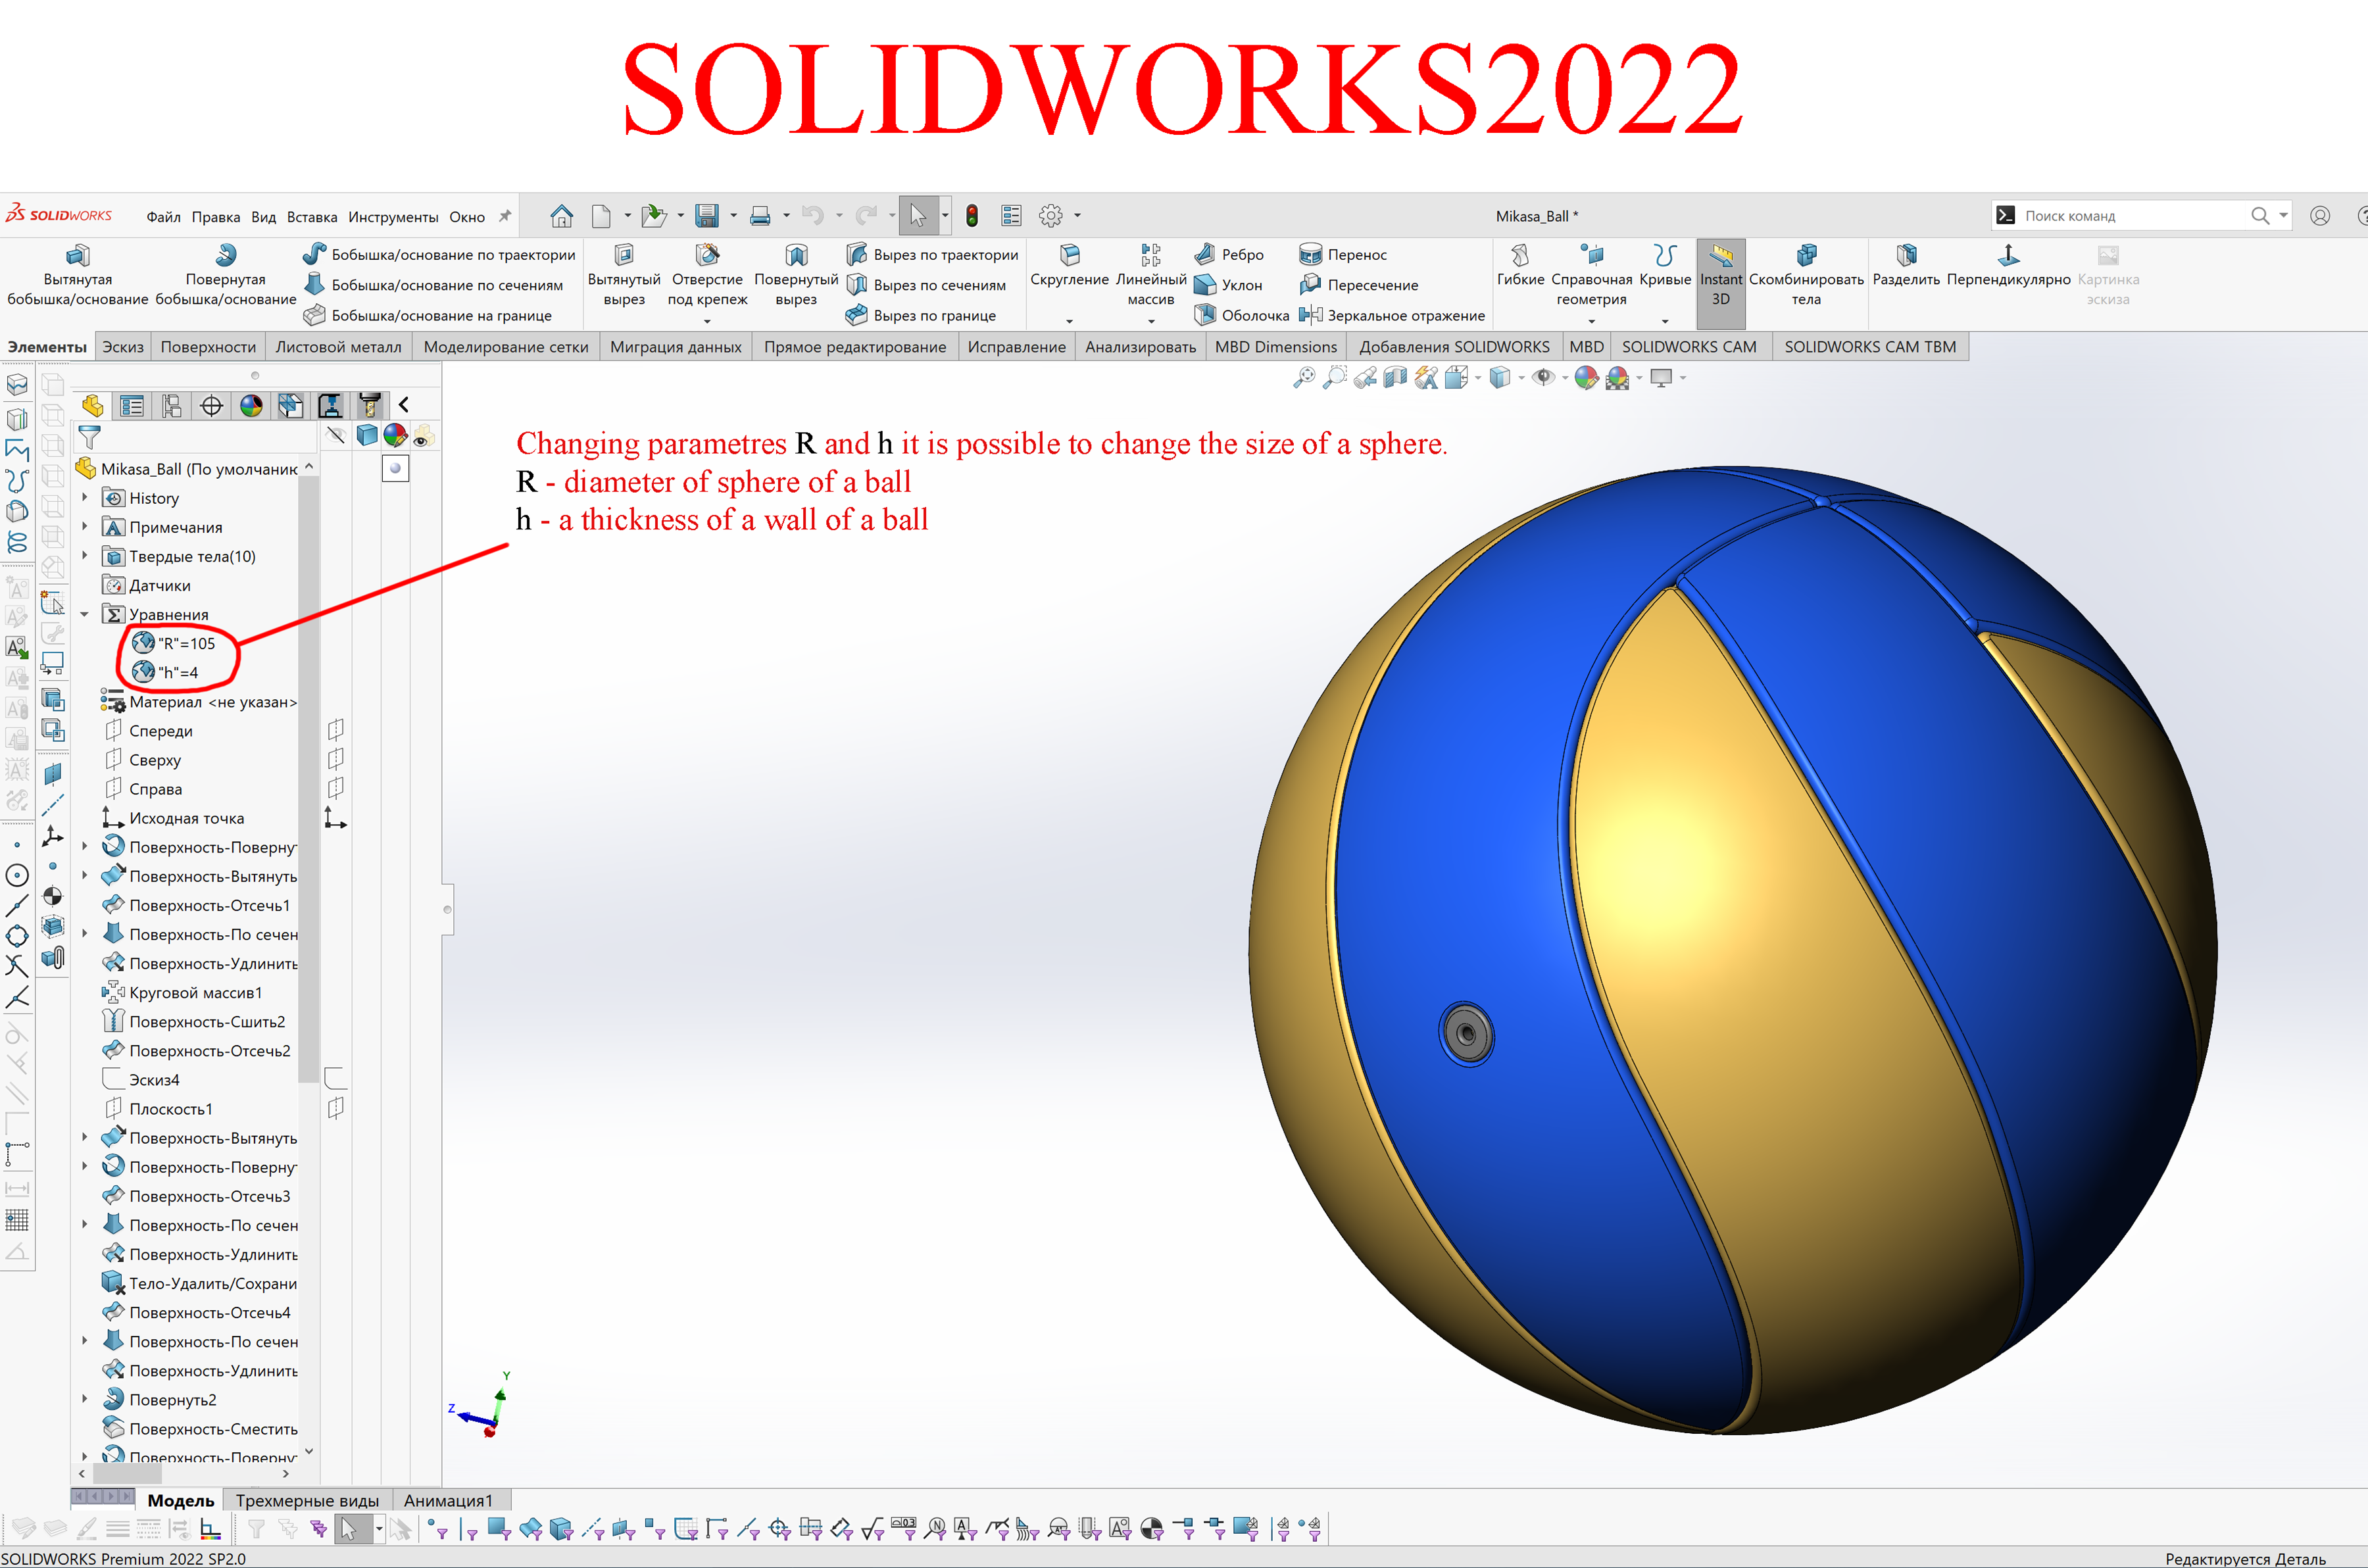 SOLIDWORKS2022
SOLIDWORKS Файл Правка Вид Вставка Инструменты Окно Mikasa_Ball * Поиск команд
Вытянутая бобышка/основание
Повернутая бобышка/основание
Бобышка/основание по траектории
Бобышка/основание по сечениям
Бобышка/основание на границе
Вытянутый вырез
Отверстие под крепеж
Повернутый вырез
Вырез по траектории
Вырез по сечениям
Вырез по границе
Скругление
Линейный массив
Ребро
Уклон
Оболочка
Перенос
Пересечение
Зеркальное отражение
Гибкие
Справочная геометрия
Кривые
Instant 3D
Скомбинировать тела
Разделить
Перпендикулярно
Картинка эскиза
Элементы Эскиз Поверхности Листовой металл Моделирование сетки Миграция данных Прямое редактирование Исправление Анализировать MBD Dimensions Добавления SOLIDWORKS MBD SOLIDWORKS CAM SOLIDWORKS CAM TBM
Changing parametres R and h it is possible to change the size of a sphere.
R - diameter of sphere of a ball
h - a thickness of a wall of a ball
Mikasa_Ball (По умолчанию
History
Примечания
Твердые тела(10)
Датчики
Уравнения
"R"=105
"h"=4
Материал <не указан>
Спереди
Сверху
Справа
Исходная точка
Поверхность-Поверну
Поверхность-Вытянуть
Поверхность-Отсечь1
Поверхность-По сечен
Поверхность-Удлинить
Круговой массив1
Поверхность-Сшить2
Поверхность-Отсечь2
Эскиз4
Плоскость1
Поверхность-Вытянуть
Поверхность-Поверну
Поверхность-Отсечь3
Поверхность-По сечен
Поверхность-Удлинить
Тело-Удалить/Сохрани
Поверхность-Отсечь4
Поверхность-По сечен
Поверхность-Удлинить
Повернуть2
Поверхность-Сместить
Поверхность-Поверну
Y
Z
Модель Трехмерные виды Анимация1
SOLIDWORKS Premium 2022 SP2.0 Редактируется Деталь